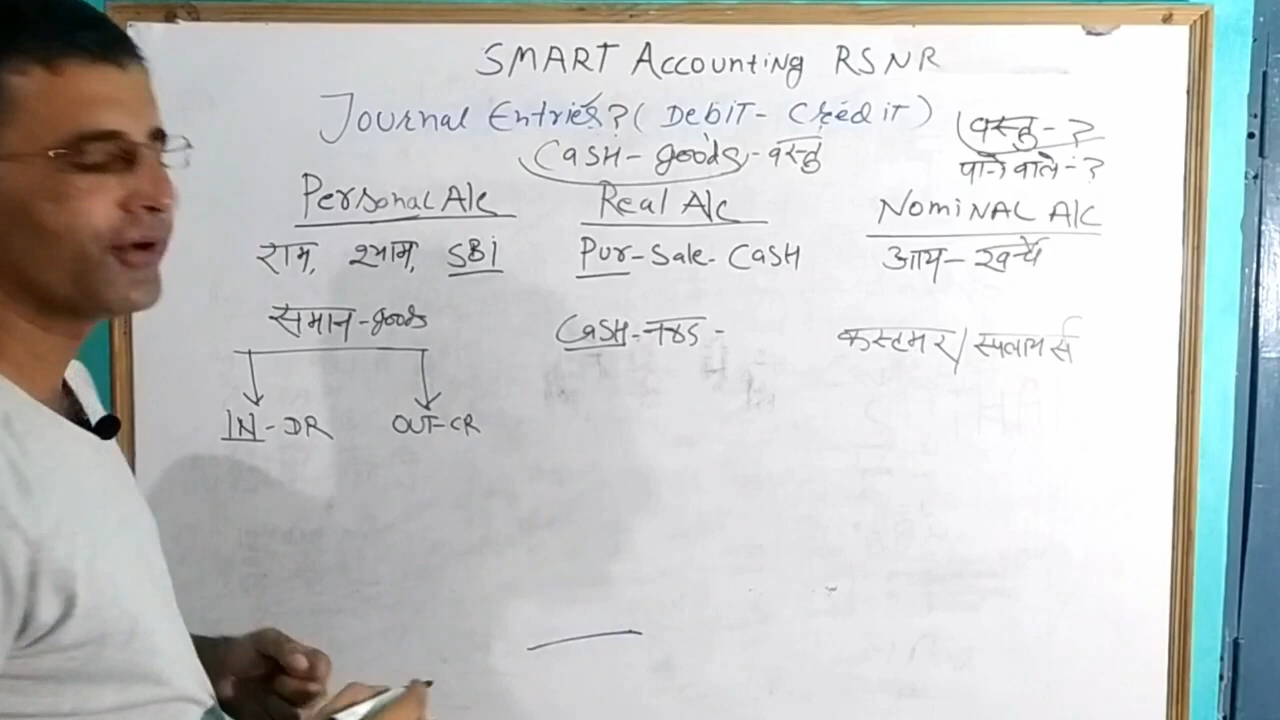 SMART Accounting RSNR
Journal Entries? (Debit - Credit)
Cash - goods - वस्तु
वस्तु - ?
पाने वाले - ?
Personal A/c
Real A/c
Nominal A/c
राम, श्याम, SBI
Pur - Sale - Cash
आय - खर्चे
समान - goods
Cash - नगद -
कस्टमर / सप्लायर्स
IN - DR
OUT - CR